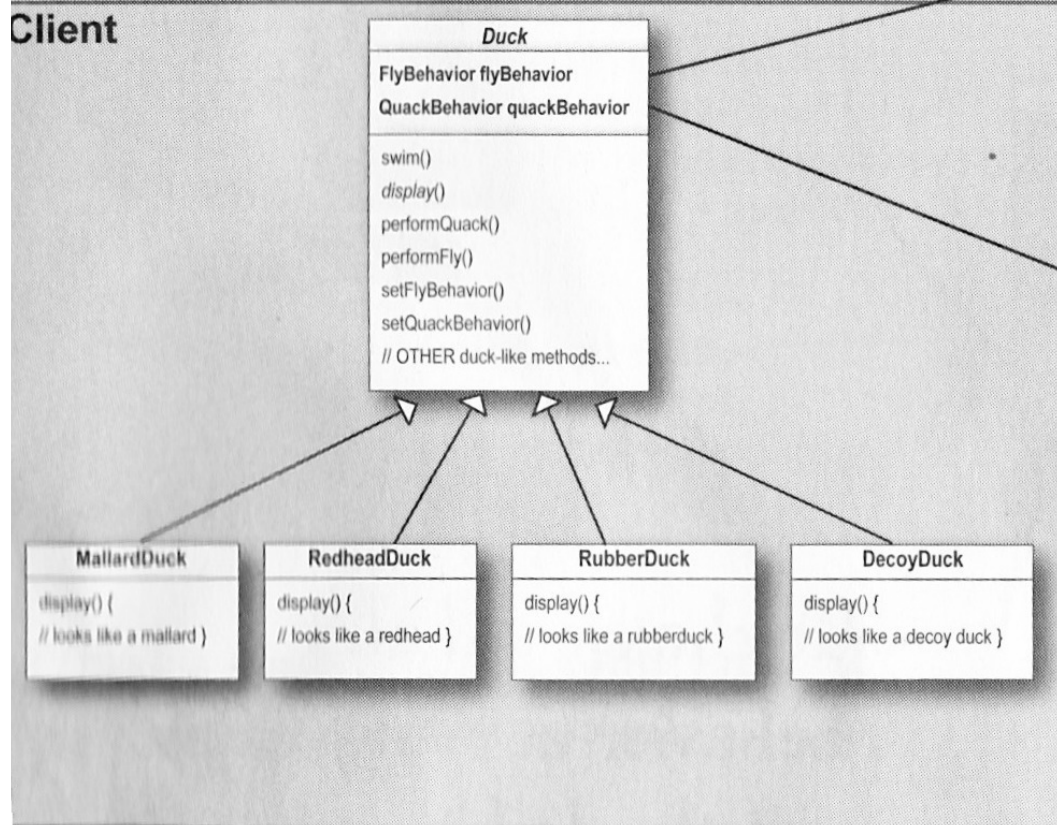 Client
Duck
FlyBehavior flyBehavior
QuackBehavior quackBehavior
swim()
display()
performQuack()
performFly()
setFlyBehavior()
setQuackBehavior()
// OTHER duck-like methods...
MallardDuck
display() {
// looks like a mallard }
RedheadDuck
display() {
// looks like a redhead }
RubberDuck
display() {
// looks like a rubberduck }
DecoyDuck
display() {
// looks like a decoy duck }